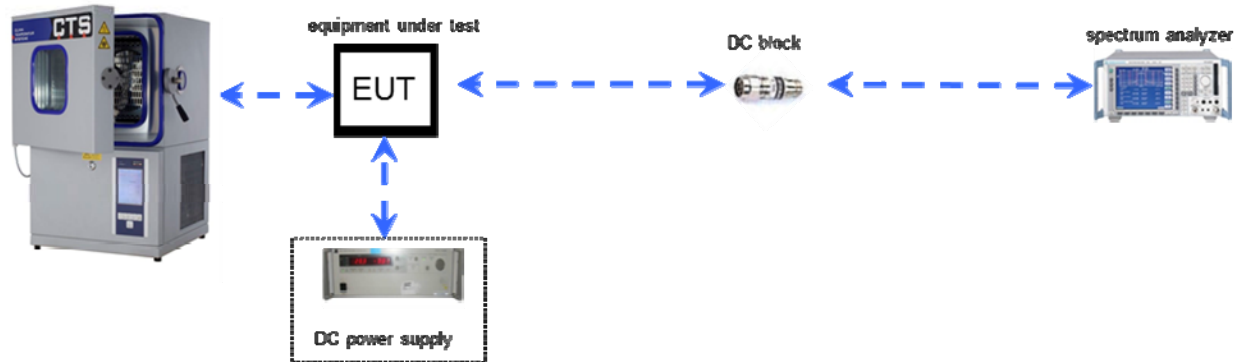 CTS
equipment under test
EUT
DC block
spectrum analyzer
DC power supply